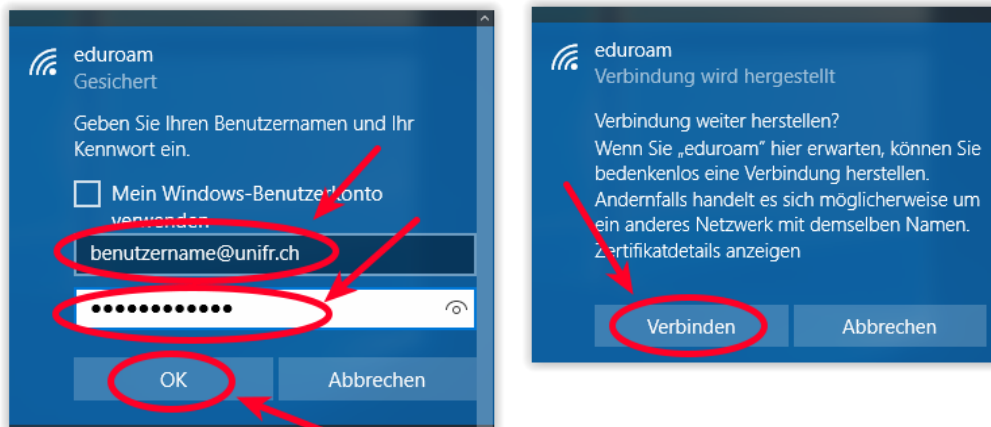 eduroam
Gesichert
Geben Sie Ihren Benutzernamen und Ihr
Kennwort ein.
Mein Windows-Benutzerkonto
verwenden
benutzername@unifr.ch
●●●●●●●●●●●●
OK Abbrechen
eduroam
Verbindung wird hergestellt
Verbindung weiter herstellen?
Wenn Sie „eduroam” hier erwarten, können Sie
bedenkenlos eine Verbindung herstellen.
Andernfalls handelt es sich möglicherweise um
ein anderes Netzwerk mit demselben Namen.
Zertifikatdetails anzeigen
Verbinden Abbrechen